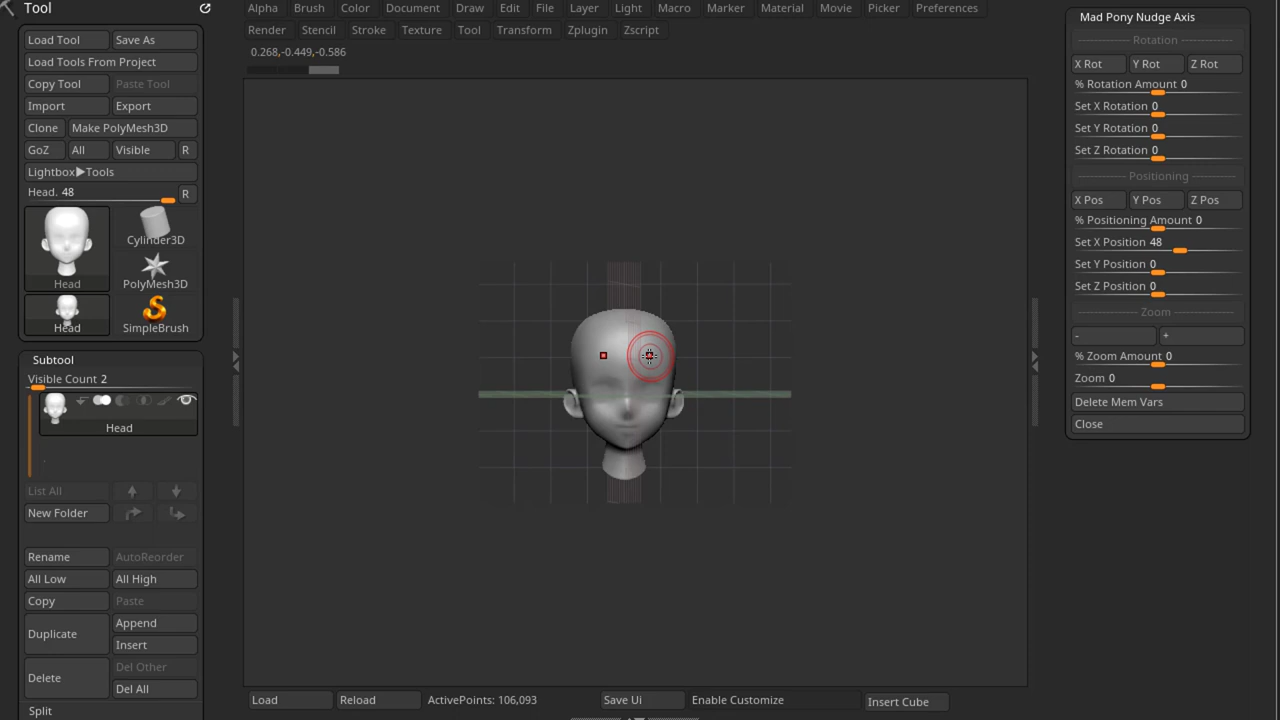 Tool
Load Tool Save As
Load Tools From Project
Copy Tool Paste Tool
Import Export
Clone Make PolyMesh3D
GoZ All Visible R
Lightbox▶Tools
Head. 48 R
Head
Cylinder3D
PolyMesh3D
Head
SimpleBrush
Subtool
Visible Count 2
Head
List All
New Folder
Rename AutoReorder
All Low All High
Copy Paste
Duplicate Append
Insert
Delete Del Other
Del All
Split
Alpha Brush Color Document Draw Edit File Layer Light Macro Marker Material Movie Picker Preferences
Render Stencil Stroke Texture Tool Transform Zplugin Zscript
0.268,-0.449,-0.586
Load Reload ActivePoints: 106,093 Save Ui Enable Customize Insert Cube
Mad Pony Nudge Axis
Rotation
X Rot Y Rot Z Rot
% Rotation Amount 0
Set X Rotation 0
Set Y Rotation 0
Set Z Rotation 0
Positioning
X Pos Y Pos Z Pos
% Positioning Amount 0
Set X Position 48
Set Y Position 0
Set Z Position 0
Zoom
- +
% Zoom Amount 0
Zoom 0
Delete Mem Vars
Close